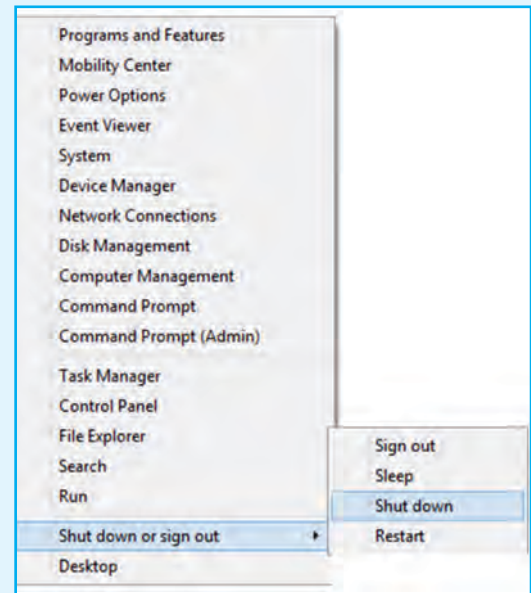 Programs and Features
Mobility Center
Power Options
Event Viewer
System
Device Manager
Network Connections
Disk Management
Computer Management
Command Prompt
Command Prompt (Admin)
Task Manager
Control Panel
File Explorer
Search
Run
Shut down or sign out
Desktop
Sign out
Sleep
Shut down
Restart